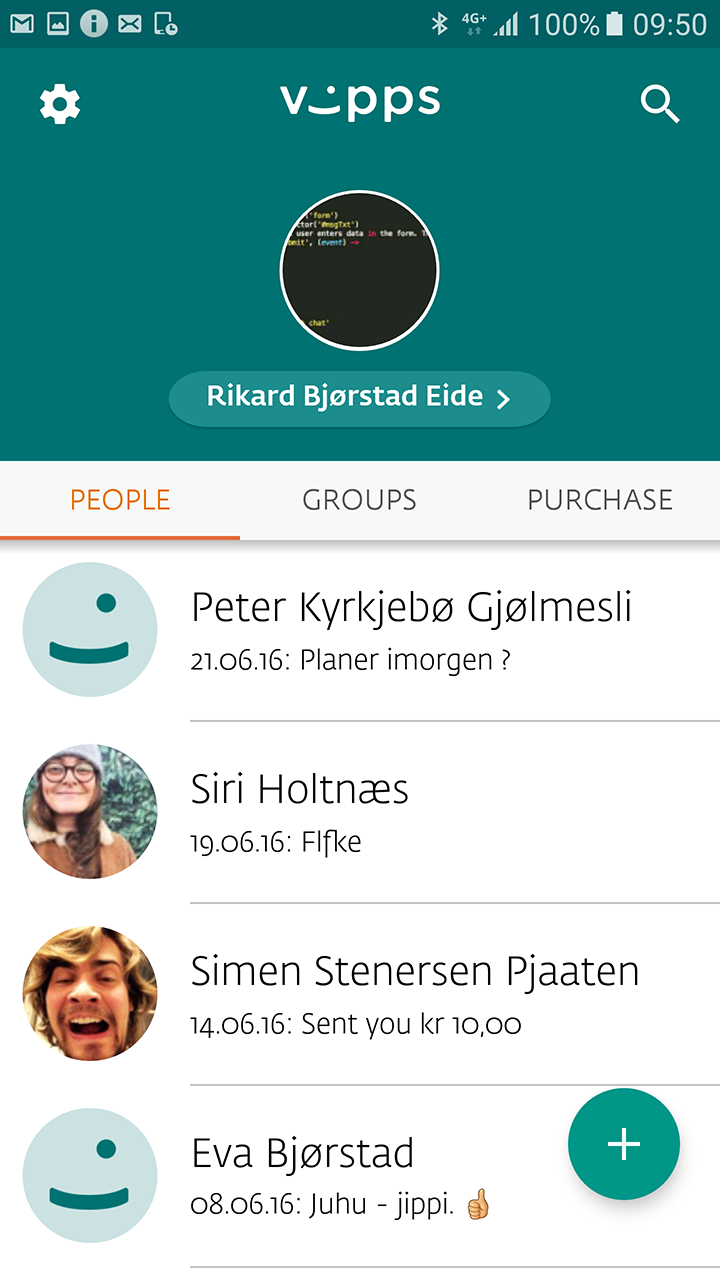 4G+ 100% 09:50
vipps
('form')
ctor('#msgTxt')
user enters data in the form.
omit', (event) =>
chat'
Rikard Bjørstad Eide
PEOPLE GROUPS PURCHASE
Peter Kyrkjebø Gjølmesli
21.06.16: Planer imorgen ?
Siri Holtnæs
19.06.16: Flfke
Simen Stenersen Pjaaten
14.06.16: Sent you kr 10,00
Eva Bjørstad
08.06.16: Juhu - jippi. 👍